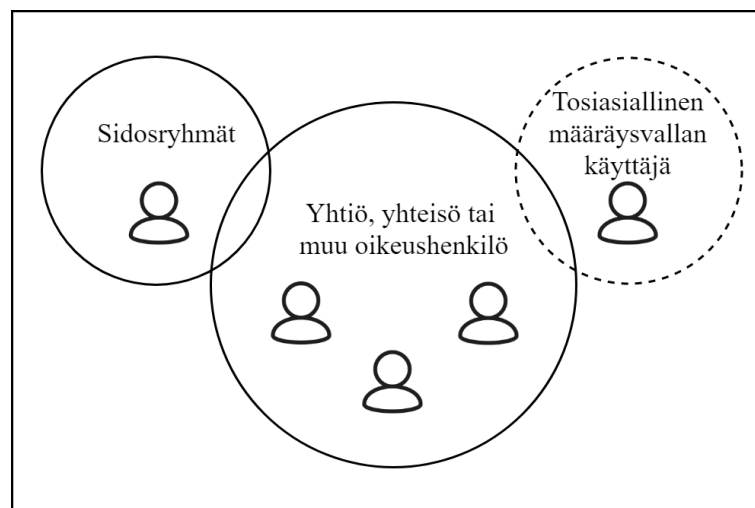 Sidosryhmät
Tosiasiallinen
määräysvallan
käyttäjä
Yhtiö, yhteisö tai
muu oikeushenkilö